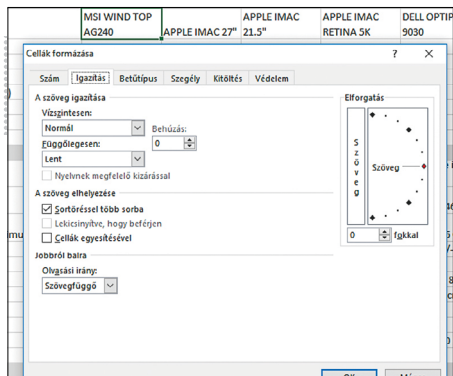 MSI WIND TOP AG240
APPLE IMAC 27"
APPLE IMAC 21.5"
APPLE IMAC RETINA 5K
DELL OPTIP
9030
Cellák formázása
? ×
Szám Igazítás Betűtípus Szegély Kitöltés Védelem
A szöveg igazítása
Vízszintesen:
Normál
Behúzás:
0
Függőlegesen:
Lent
Nyelvnek megfelelő kizárással
A szöveg elhelyezése
Sortöréssel több sorba
Lekicsinyítve, hogy beférjen
Cellák egyesítésével
Jobbról balra
Olvasási irány:
Szövegfüggő
Elforgatás
Szöveg
Szöveg
0 fokkal